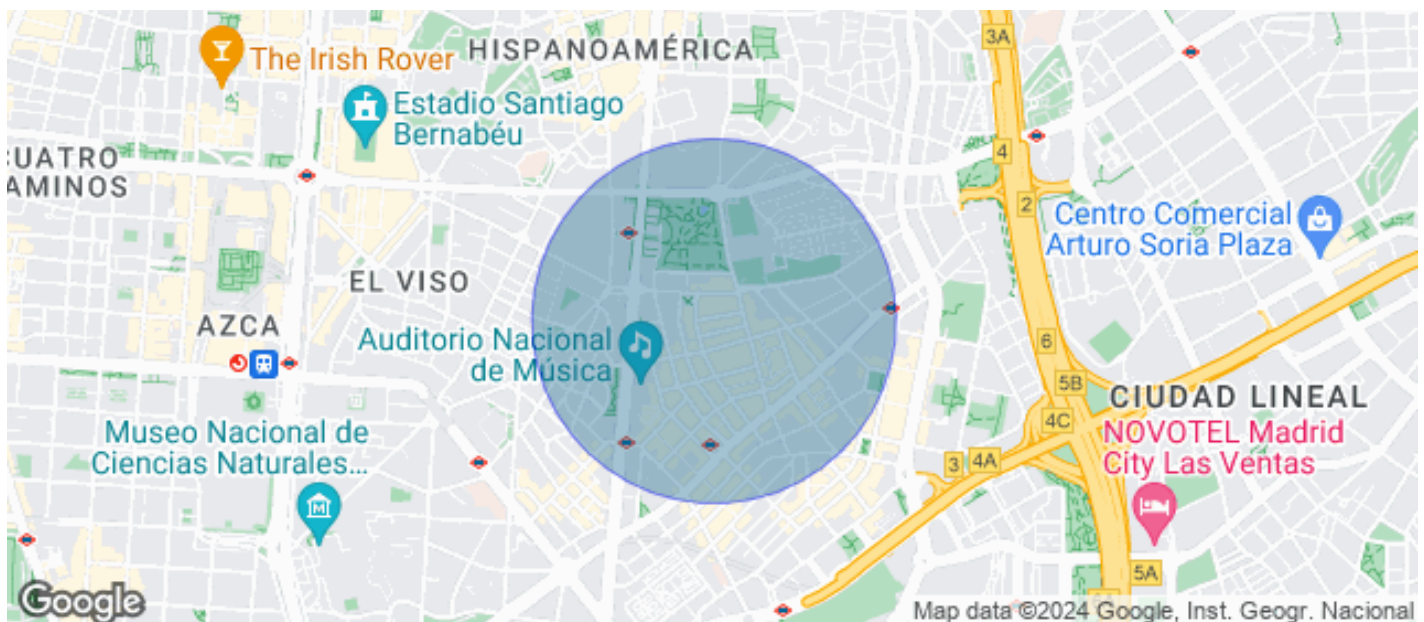 3A
HISPANOAMÉRICA
The Irish Rover
Estadio Santiago
Bernabéu
CUATRO
CAMINOS
4
2
Centro Comercial
Arturo Soria Plaza
EL VISO
AZCA
Auditorio Nacional
de Música
6
5B
CIUDAD LINEAL
4C
NOVOTEL Madrid
City Las Ventas
3
4A
Museo Nacional de
Ciencias Naturales...
M
5A
Google
Map data ©2024 Google, Inst. Geogr. Nacional